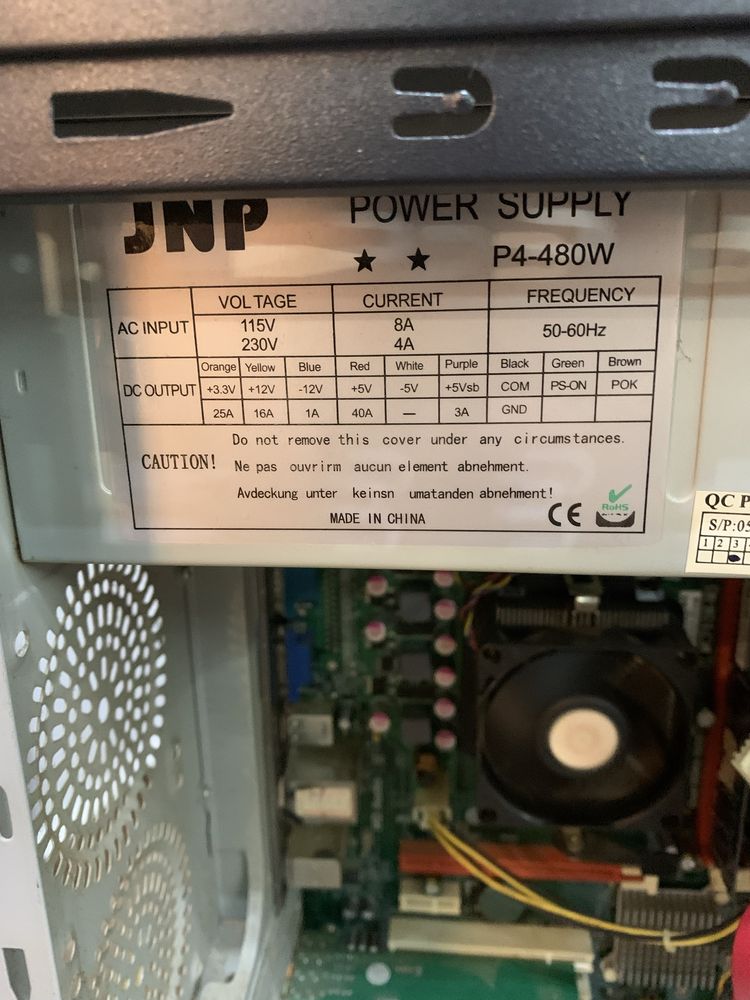 JNP POWER SUPPLY
★ ★ P4-480W
VOLTAGE CURRENT FREQUENCY
AC INPUT 115V 8A 50-60Hz
230V 4A
Orange Yellow Blue Red White Purple Black Green Brown
DC OUTPUT +3.3V +12V -12V +5V -5V +5Vsb COM PS-ON POK
25A 16A 1A 40A — 3A GND
Do not remove this cover under any circumstances.
CAUTION! Ne pas ouvrirm aucun element abnehment.
Avdeckung unter keinsn umatanden abnehment!
MADE IN CHINA CE RoHS
QC P
S/P:05
1 2 3